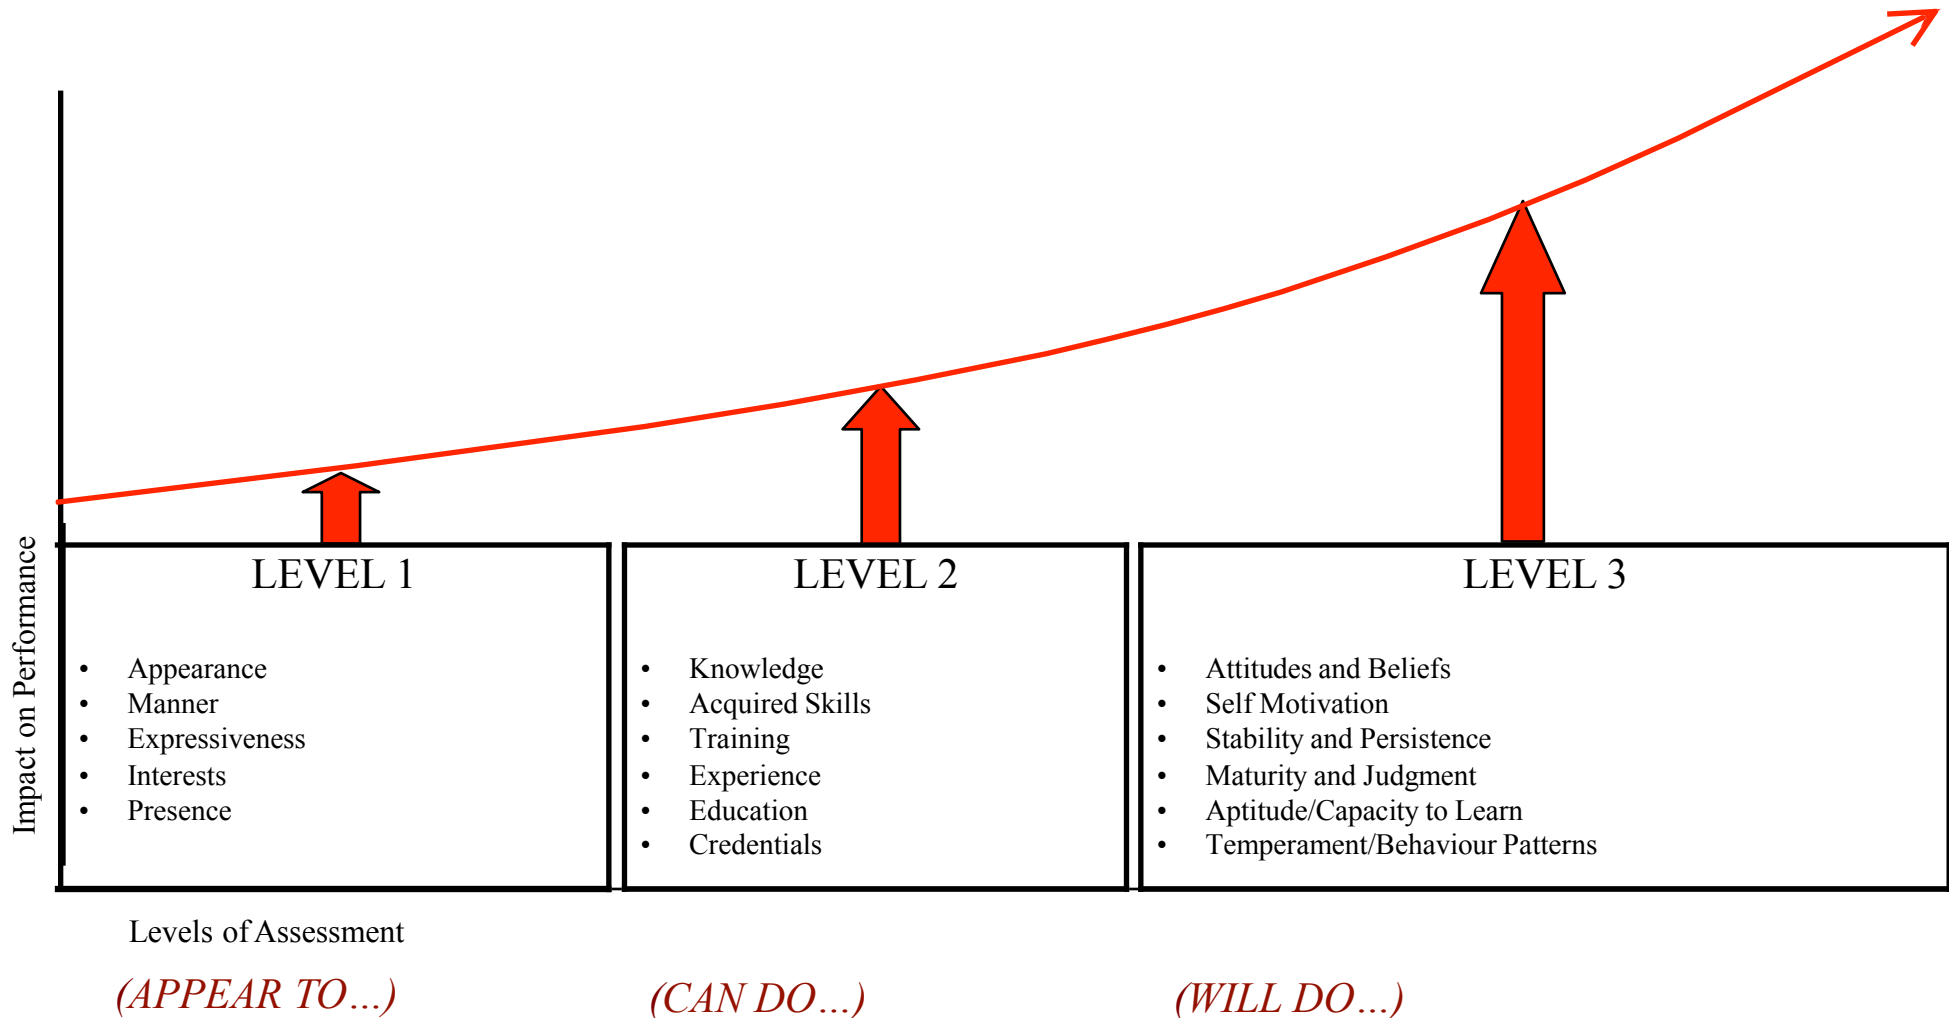 Impact on Performance
LEVEL 1
• Appearance
• Manner
• Expressiveness
• Interests
• Presence
LEVEL 2
• Knowledge
• Acquired Skills
• Training
• Experience
• Education
• Credentials
LEVEL 3
• Attitudes and Beliefs
• Self Motivation
• Stability and Persistence
• Maturity and Judgment
• Aptitude/Capacity to Learn
• Temperament/Behaviour Patterns
Levels of Assessment
(APPEAR TO…)
(CAN DO…)
(WILL DO…)